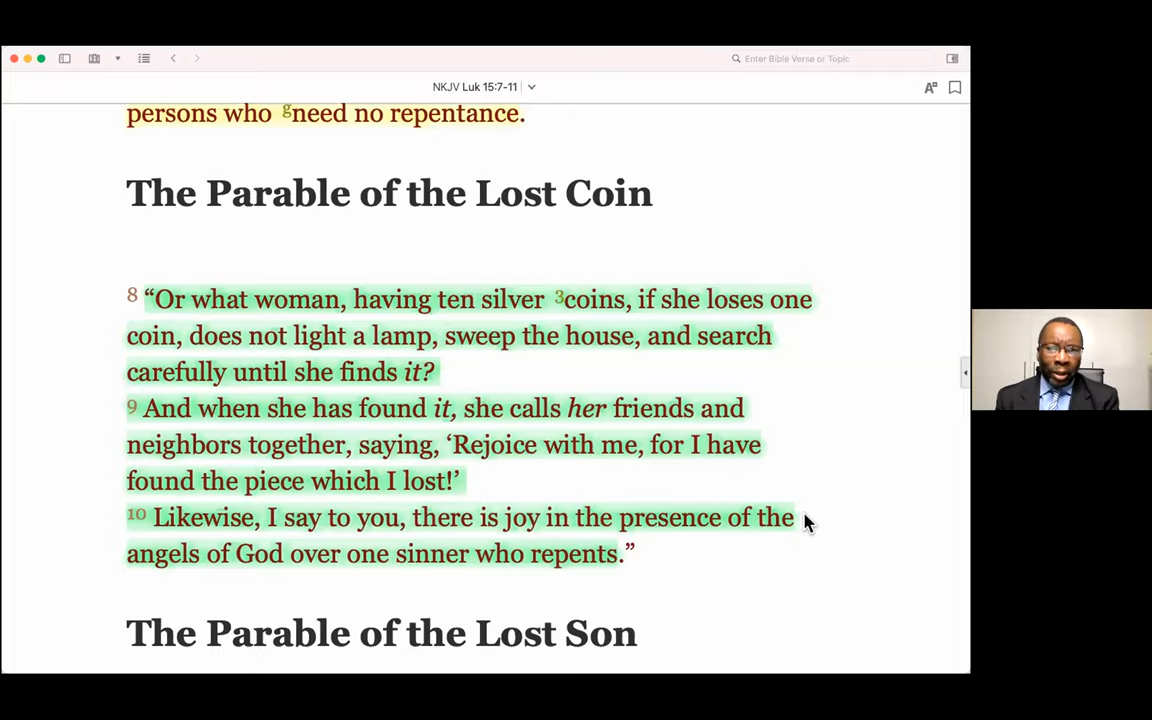 Enter Bible Verse or Topic
NKJV Luk 15:7-11
persons who gneed no repentance.
The Parable of the Lost Coin
8 “Or what woman, having ten silver 3coins, if she loses one
coin, does not light a lamp, sweep the house, and search
carefully until she finds it?
9 And when she has found it, she calls her friends and
neighbors together, saying, ‘Rejoice with me, for I have
found the piece which I lost!’
10 Likewise, I say to you, there is joy in the presence of the
angels of God over one sinner who repents.”
The Parable of the Lost Son